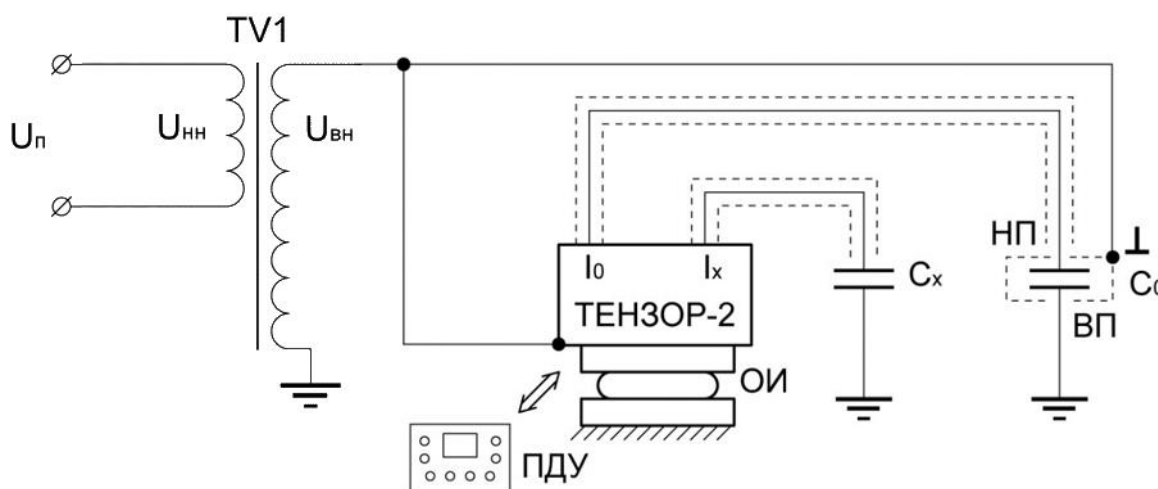 TV1
Uп
Uнн
Uвн
НП
I0
Ix
Cx
C0
ТЕНЗОР-2
ВП
ОИ
ПДУ